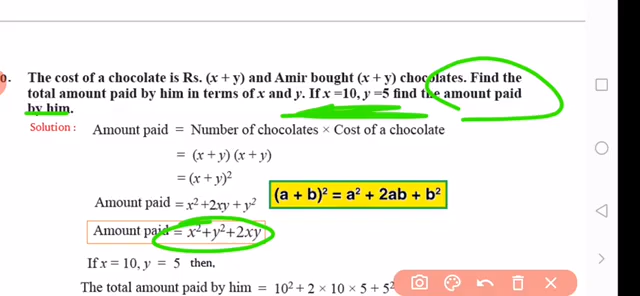 0. The cost of a chocolate is Rs. (x + y) and Amir bought (x + y) chocolates. Find the
total amount paid by him in terms of x and y. If x =10, y =5 find the amount paid
by him.
Solution : Amount paid = Number of chocolates × Cost of a chocolate
= (x + y) (x + y)
= (x + y)²
(a + b)² = a² + 2ab + b²
Amount paid = x² +2xy + y²
Amount paid = x²+y²+2xy
If x = 10, y = 5 then,
The total amount paid by him = 10² + 2 × 10 × 5 + 5²